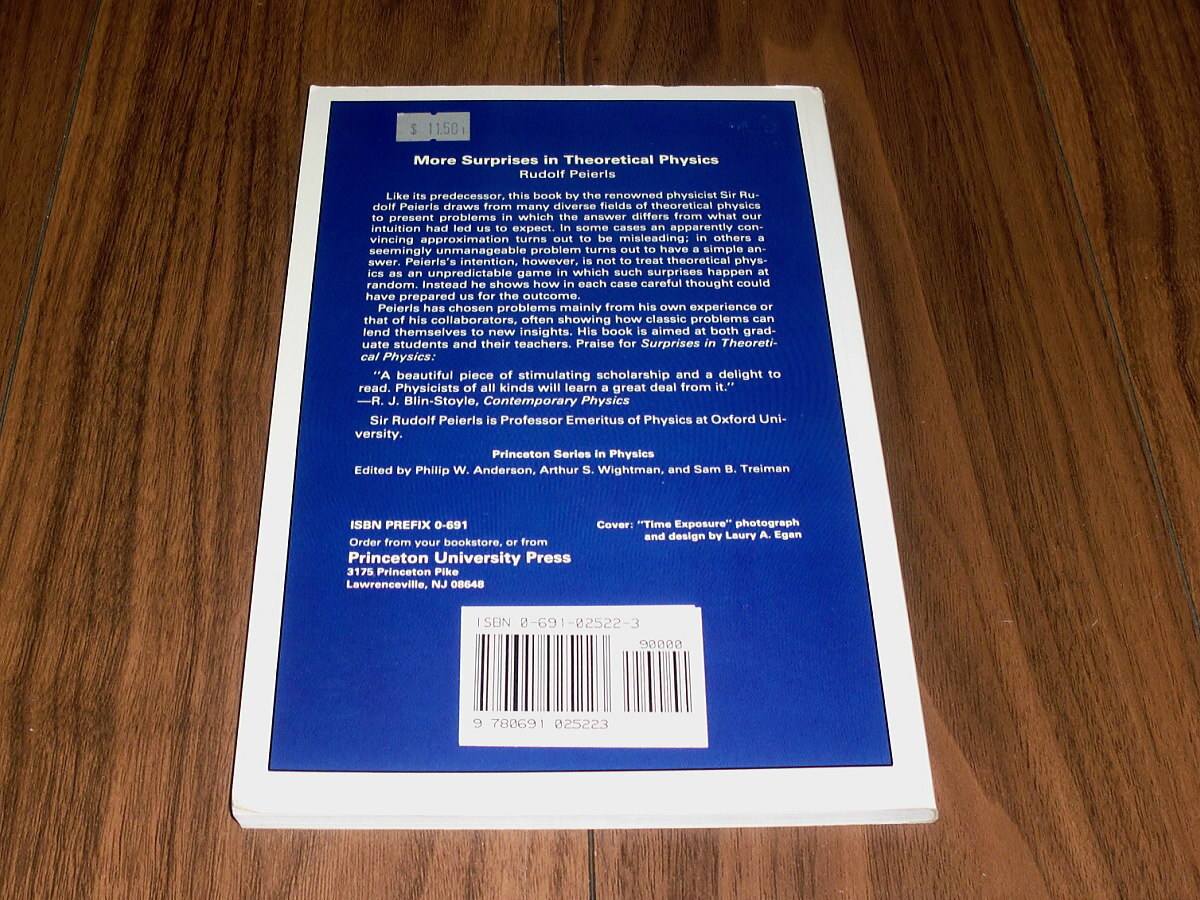 $ 11.50
More Surprises in Theoretical Physics
Rudolf Peierls
Like its predecessor, this book by the renowned physicist Sir Ru-
dolf Peierls draws from many diverse fields of theoretical physics
to present problems in which the answer differs from what our
intuition had led us to expect. In some cases an apparently con-
vincing approximation turns out to be misleading; in others a
seemingly unmanageable problem turns out to have a simple an-
swer. Peierls's intention, however, is not to treat theoretical phys-
ics as an unpredictable game in which such surprises happen at
random. Instead he shows how in each case careful thought could
have prepared us for the outcome.
Peierls has chosen problems mainly from his own experience or
that of his collaborators, often showing how classic problems can
lend themselves to new insights. His book is aimed at both grad-
uate students and their teachers. Praise for Surprises in Theoreti-
cal Physics:
"A beautiful piece of stimulating scholarship and a delight to
read. Physicists of all kinds will learn a great deal from it."
—R. J. Blin-Stoyle, Contemporary Physics
Sir Rudolf Peierls is Professor Emeritus of Physics at Oxford Uni-
versity.
Princeton Series in Physics
Edited by Philip W. Anderson, Arthur S. Wightman, and Sam B. Treiman
ISBN PREFIX 0-691
Order from your bookstore, or from
Princeton University Press
3175 Princeton Pike
Lawrenceville, NJ 08648
Cover: "Time Exposure" photograph
and design by Laury A. Egan
ISBN 0-691-02522-3
90000
9 780691 025223